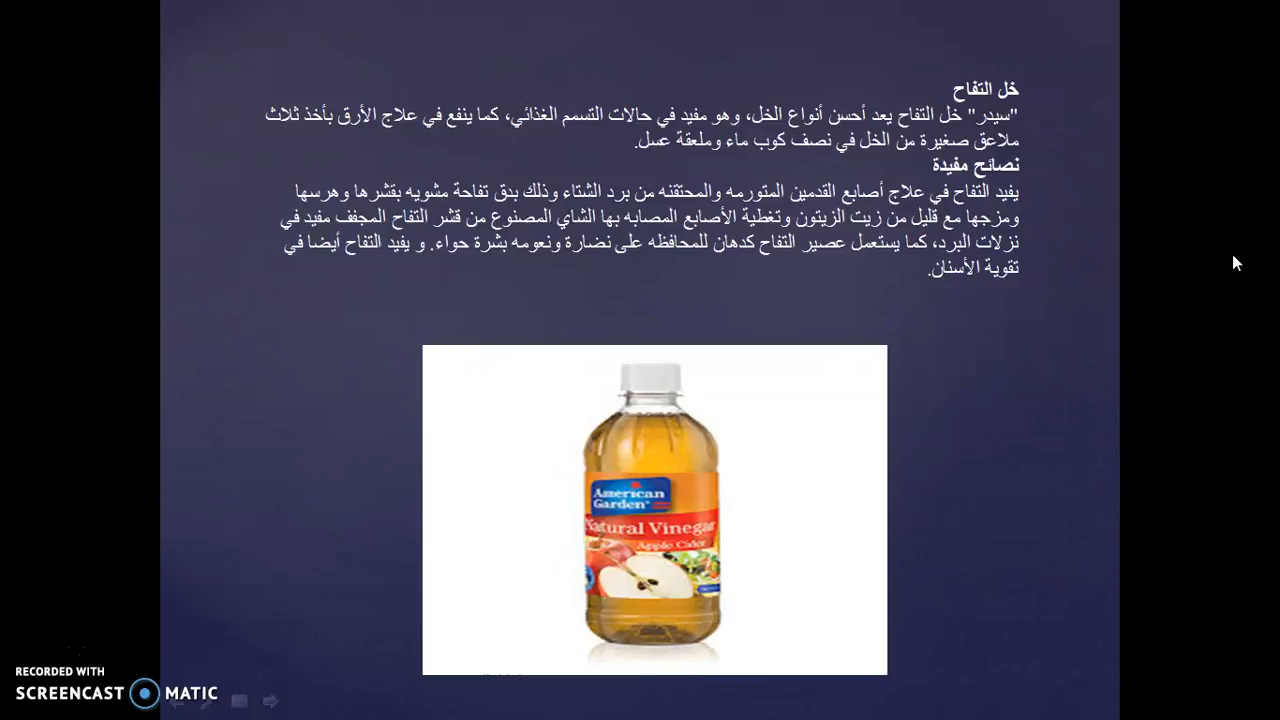 خل التفاح
"سيدر" خل التفاح يعد أحسن أنواع الخل، وهو مفيد في حالات التسمم الغذائي، كما ينفع في علاج الأرق بأخذ ثلاث
ملاعق صغيرة من الخل في نصف كوب ماء وملعقة عسل.
نصائح مفيدة
يفيد التفاح في علاج أصابع القدمين المتورمه والمحتقنه من برد الشتاء وذلك بدق تفاحة مشويه بقشرها وهرسها
ومزجها مع قليل من زيت الزيتون وتغطية الأصابع المصابه بها الشاي المصنوع من قشر التفاح المجفف مفيد في
نزلات البرد، كما يستعمل عصير التفاح كدهان للمحافظه على نضارة ونعومه بشرة حواء. و يفيد التفاح أيضا في
تقوية الأسنان.
American
Garden
Natural Vinegar
Apple Cider
RECORDED WITH
SCREENCAST MATIC